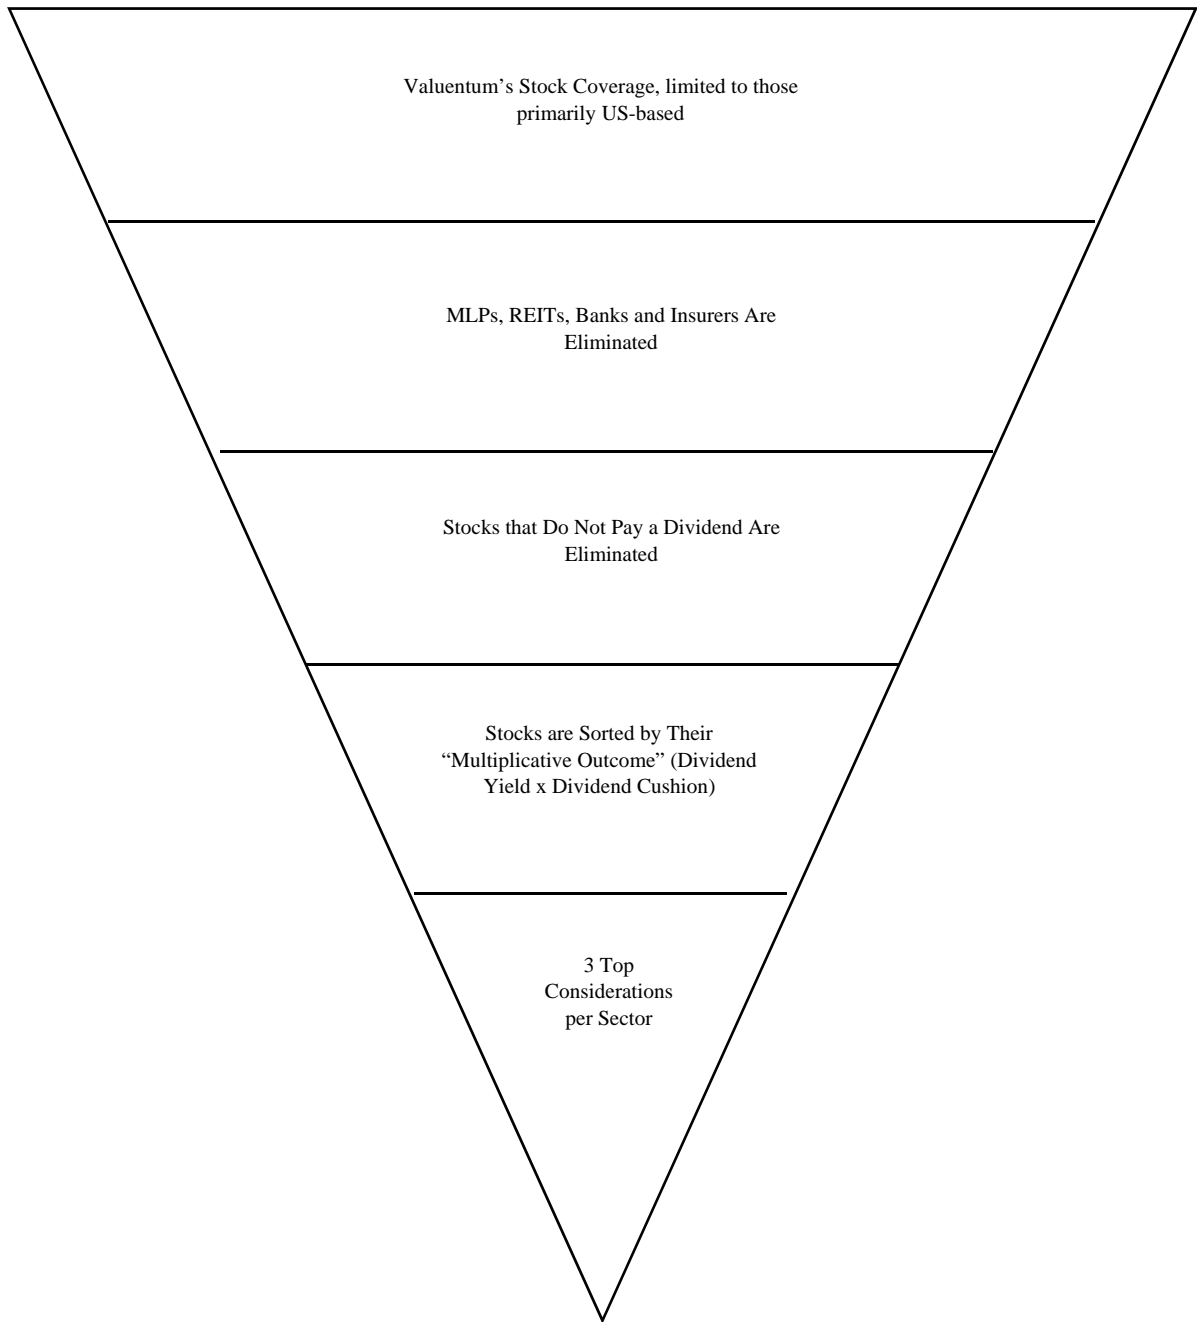 Valuentum’s Stock Coverage, limited to those
primarily US-based
MLPs, REITs, Banks and Insurers Are
Eliminated
Stocks that Do Not Pay a Dividend Are
Eliminated
Stocks are Sorted by Their
“Multiplicative Outcome” (Dividend
Yield x Dividend Cushion)
3 Top
Considerations
per Sector